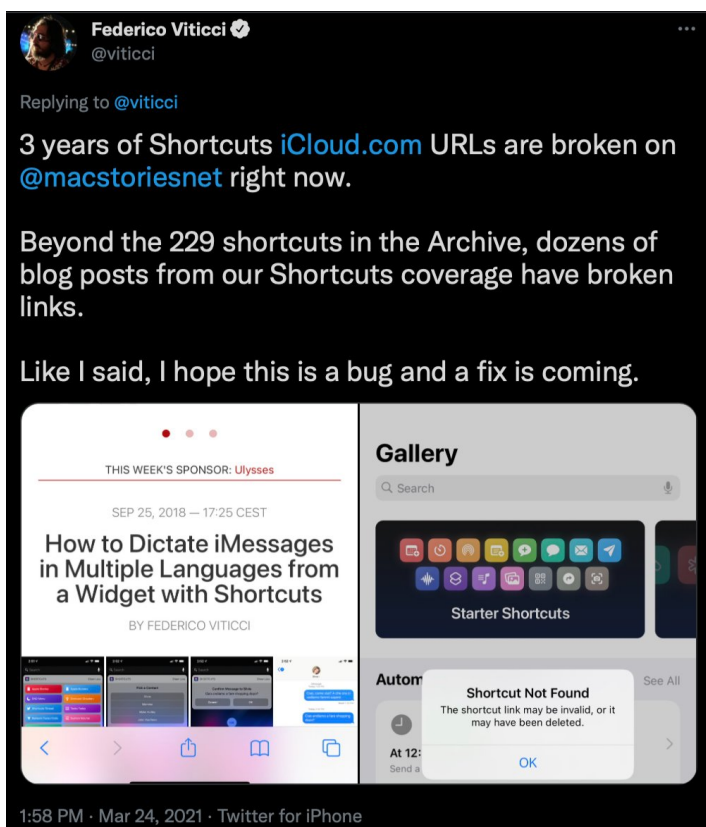 Federico Viticci
@viticci
Replying to @viticci
3 years of Shortcuts iCloud.com URLs are broken on
@macstoriesnet right now.
Beyond the 229 shortcuts in the Archive, dozens of
blog posts from our Shortcuts coverage have broken
links.
Like I said, I hope this is a bug and a fix is coming.
THIS WEEK'S SPONSOR: Ulysses
SEP 25, 2018 — 17:25 CEST
How to Dictate iMessages
in Multiple Languages from
a Widget with Shortcuts
BY FEDERICO VITICCI
Gallery
Search
Starter Shortcuts
Autom
See All
Shortcut Not Found
The shortcut link may be invalid, or it
may have been deleted.
OK
At 12:
Send a
1:58 PM · Mar 24, 2021 · Twitter for iPhone